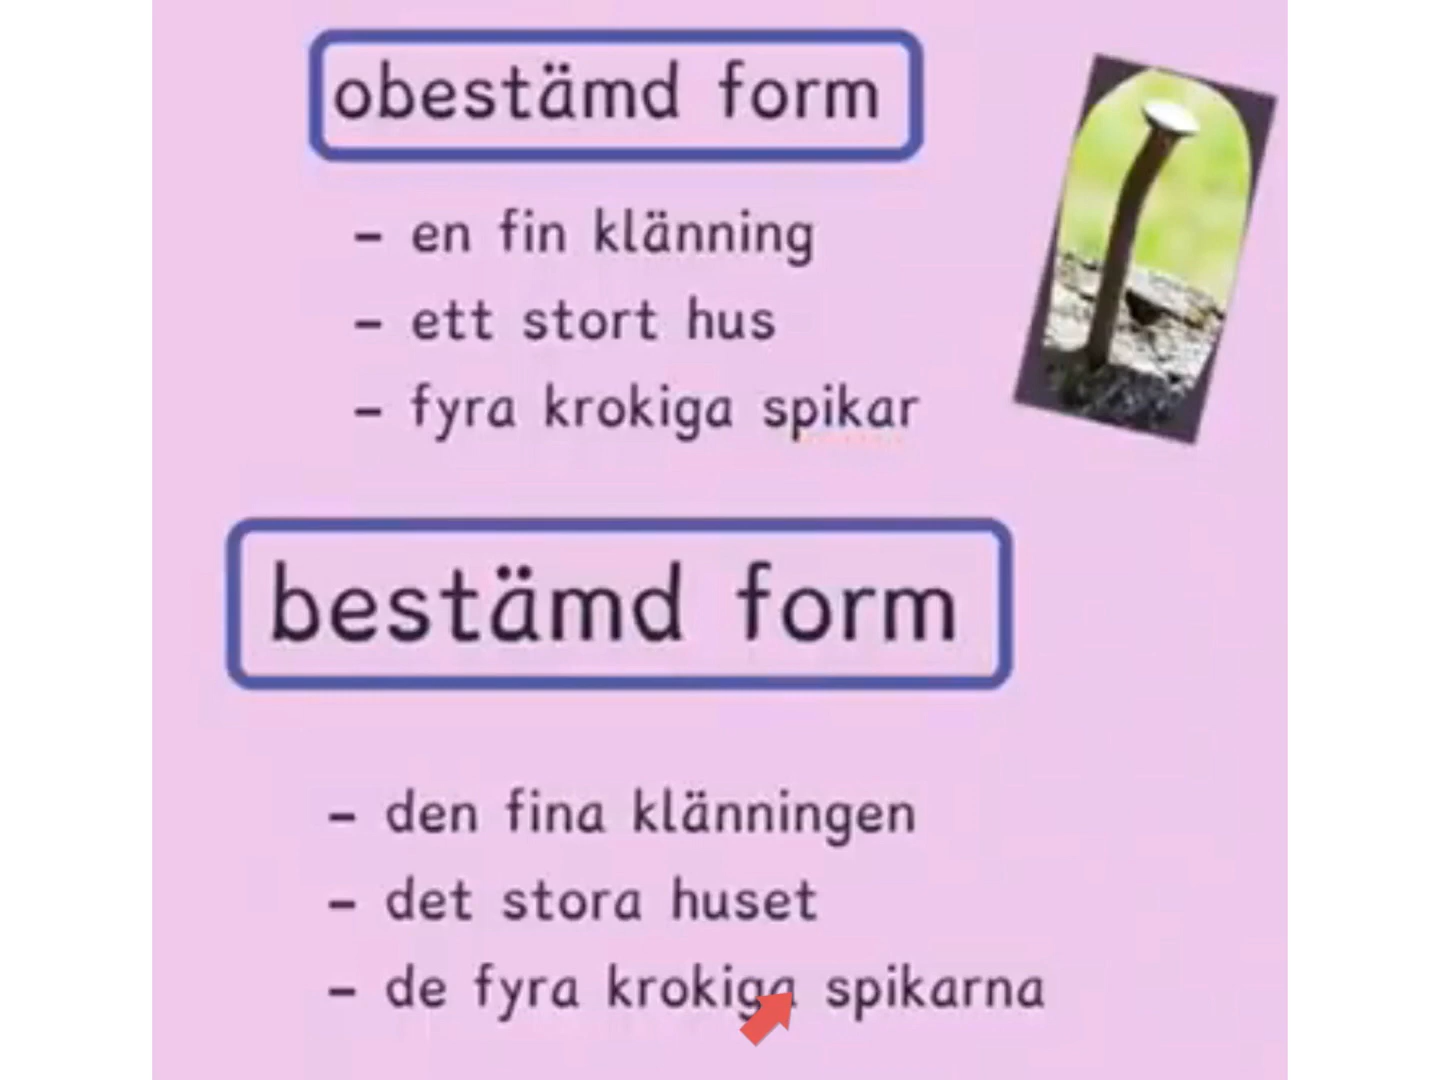 obestämd form
- en fin klänning
- ett stort hus
- fyra krokiga spikar
bestämd form
- den fina klänningen
- det stora huset
- de fyra krokiga spikarna